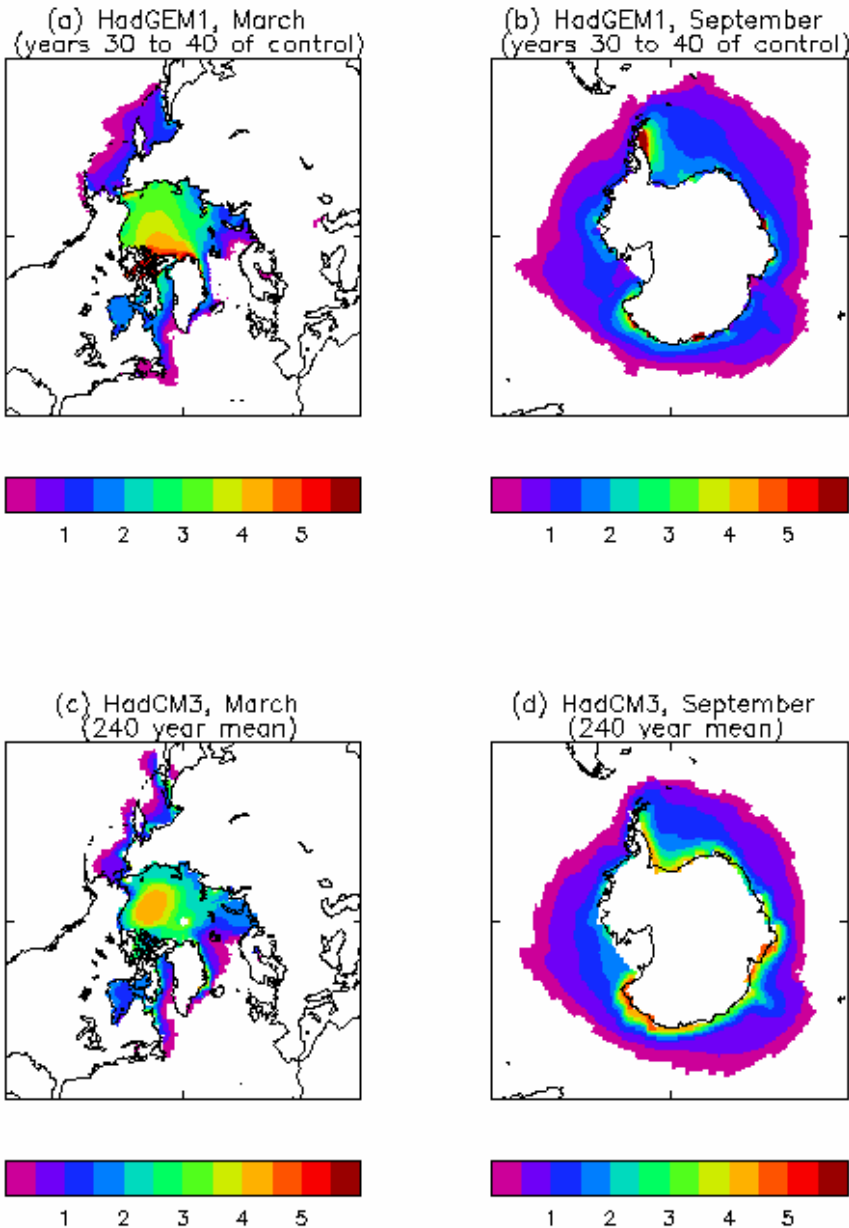 (a) HadGEM1, March
(years 30 to 40 of control)
(b) HadGEM1, September
(years 30 to 40 of control)
1 2 3 4 5
1 2 3 4 5
(c) HadCM3, March
(240 year mean)
(d) HadCM3, September
(240 year mean)
1 2 3 4 5
1 2 3 4 5